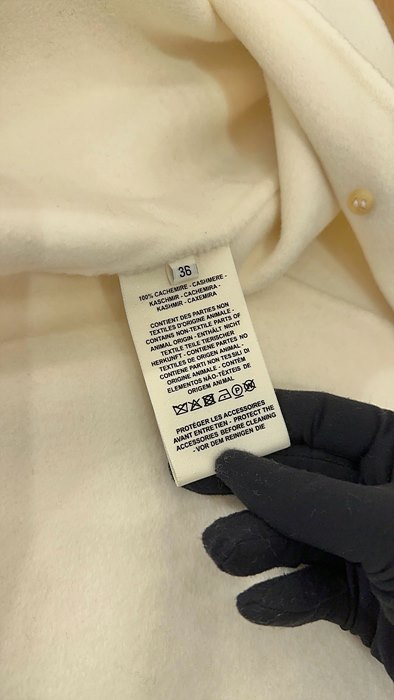 36
100% CACHEMIRE - CASHMERE -
KASCHMIR - CACHEMIRA -
KASHMIR - CAXEMIRA
CONTIENT DES PARTIES NON
TEXTILES D'ORIGINE ANIMALE -
CONTAINS NON-TEXTILE PARTS OF
ANIMAL ORIGIN - ENTHÄLT NICHT
TEXTILE TEILE TIERISCHER
HERKUNFT - CONTIENE PARTES NO
TEXTILES DE ORIGEN ANIMAL -
CONTIENE PARTI NON TESSILI DI
ORIGINE ANIMALE - CONTÉM
ELEMENTOS NÃO-TÊXTEIS DE
ORIGEM ANIMAL
P
PROTÉGER LES ACCESSOIRES
AVANT ENTRETIEN - PROTECT THE
ACCESSORIES BEFORE CLEANING
- VOR DEM REINIGEN DIE